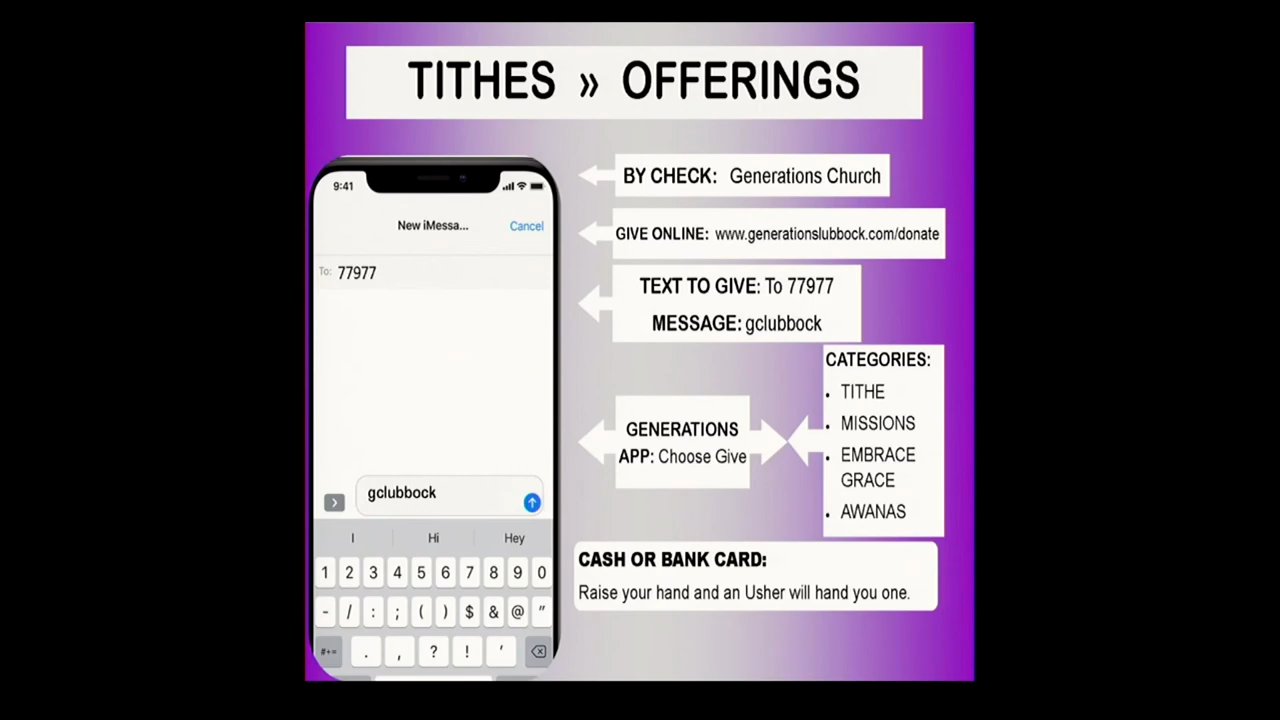 TITHES » OFFERINGS
9:41
New iMessa...
Cancel
To: 77977
gclubbock
I
Hi
Hey
1 2 3 4 5 6 7 8 9 0
- / : ; ( ) $ & @ "
#+= . , ? ! '
BY CHECK: Generations Church
GIVE ONLINE: www.generationslubbock.com/donate
TEXT TO GIVE: To 77977
MESSAGE: gclubbock
GENERATIONS
APP: Choose Give
CATEGORIES:
• TITHE
• MISSIONS
• EMBRACE
GRACE
• AWANAS
CASH OR BANK CARD:
Raise your hand and an Usher will hand you one.